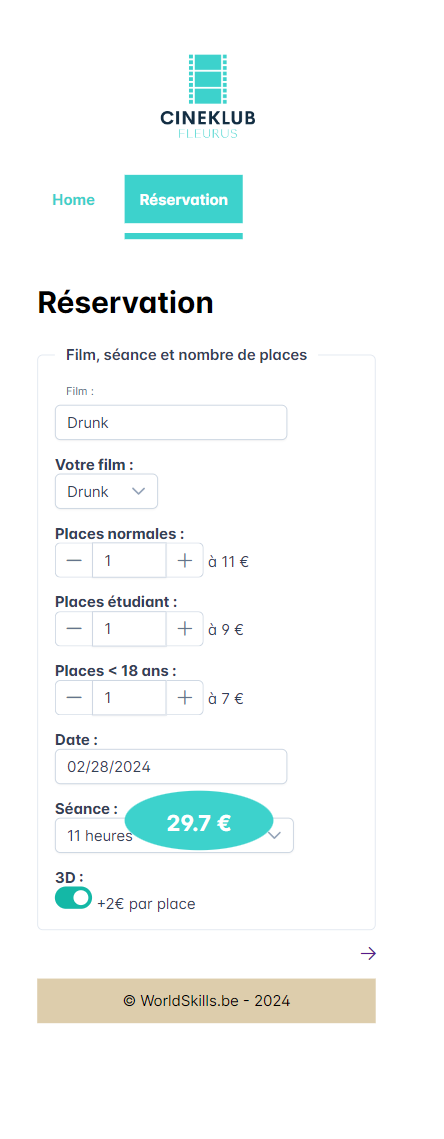 CINEKLUB
FLEURUS
Home Réservation
Réservation
Film, séance et nombre de places
Film :
Drunk
Votre film :
Drunk
Places normales :
1 à 11 €
Places étudiant :
1 à 9 €
Places < 18 ans :
1 à 7 €
Date :
02/28/2024
Séance :
29.7 €
11 heures
3D :
+2€ par place
© WorldSkills.be - 2024